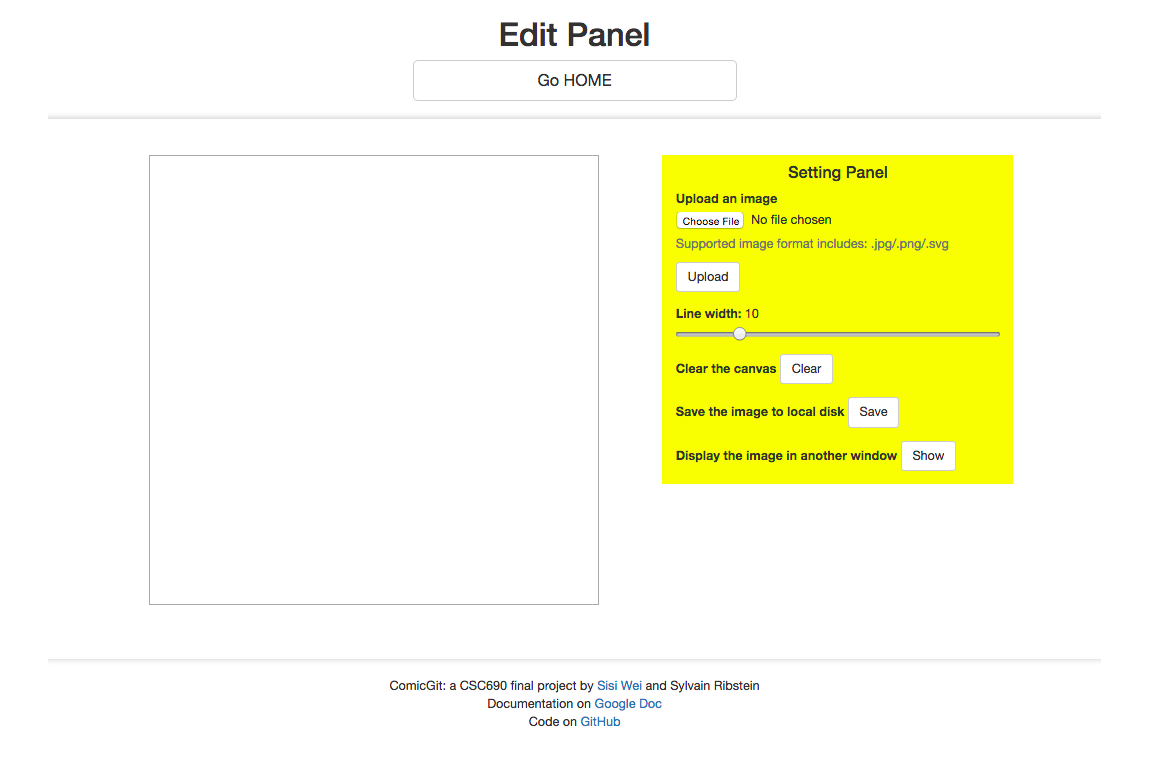 Edit Panel
Go HOME
Setting Panel
Upload an image
Choose File No file chosen
Supported image format includes: .jpg/.png/.svg
Upload
Line width: 10
Clear the canvas Clear
Save the image to local disk Save
Display the image in another window Show
ComicGit: a CSC690 final project by Sisi Wei and Sylvain Ribstein
Documentation on Google Doc
Code on GitHub